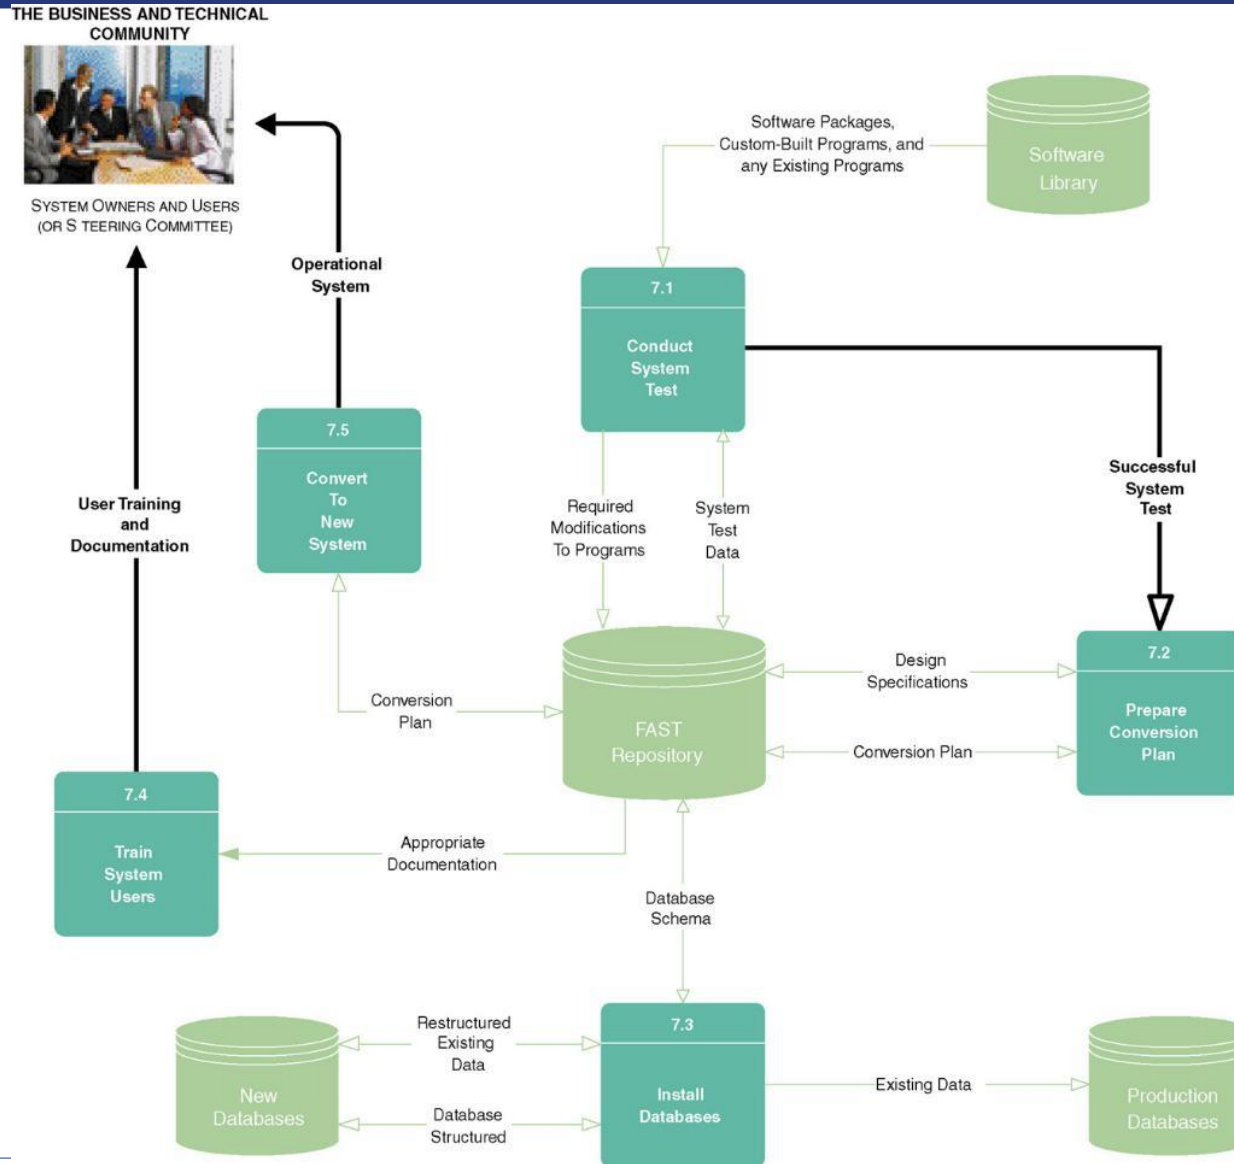 THE BUSINESS AND TECHNICAL
COMMUNITY
SYSTEM OWNERS AND USERS
(OR S TEERING COMMITTEE)
Operational
System
Software Packages,
Custom-Built Programs, and
any Existing Programs
Software
Library
7.1
Conduct
System
Test
7.5
Convert
To
New
System
User Training
and
Documentation
Required
Modifications
To Programs
System
Test
Data
Successful
System
Test
7.2
Prepare
Conversion
Plan
Design
Specifications
Conversion Plan
FAST
Repository
Conversion
Plan
7.4
Train
System
Users
Appropriate
Documentation
Database
Schema
7.3
Install
Databases
Restructured
Existing
Data
Database
Structured
New
Databases
Existing Data
Production
Databases